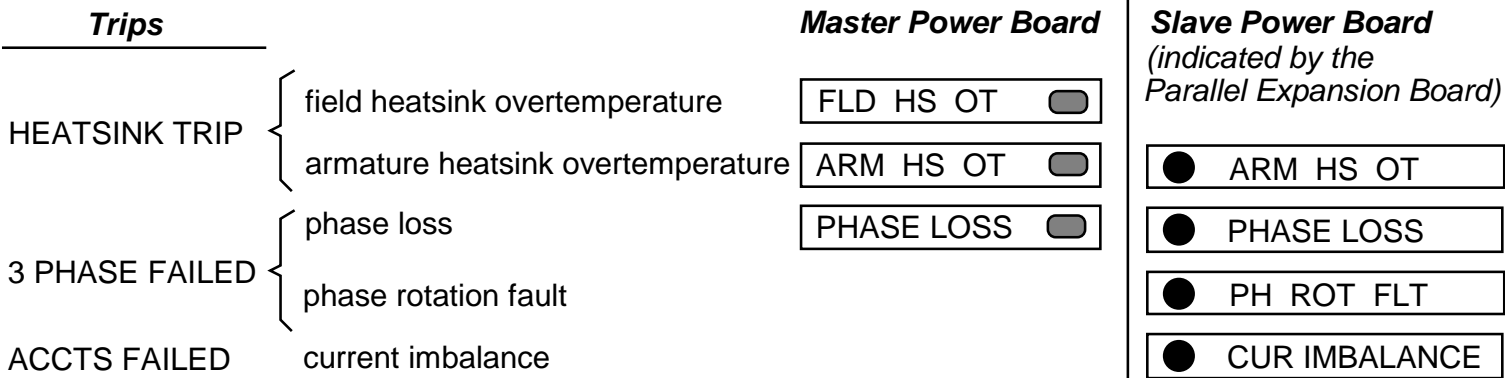 Trips
Master Power Board
Slave Power Board
(indicated by the
Parallel Expansion Board)
HEATSINK TRIP
field heatsink overtemperature
FLD HS OT
armature heatsink overtemperature
ARM HS OT
ARM HS OT
3 PHASE FAILED
phase loss
PHASE LOSS
PHASE LOSS
phase rotation fault
PH ROT FLT
ACCTS FAILED
current imbalance
CUR IMBALANCE